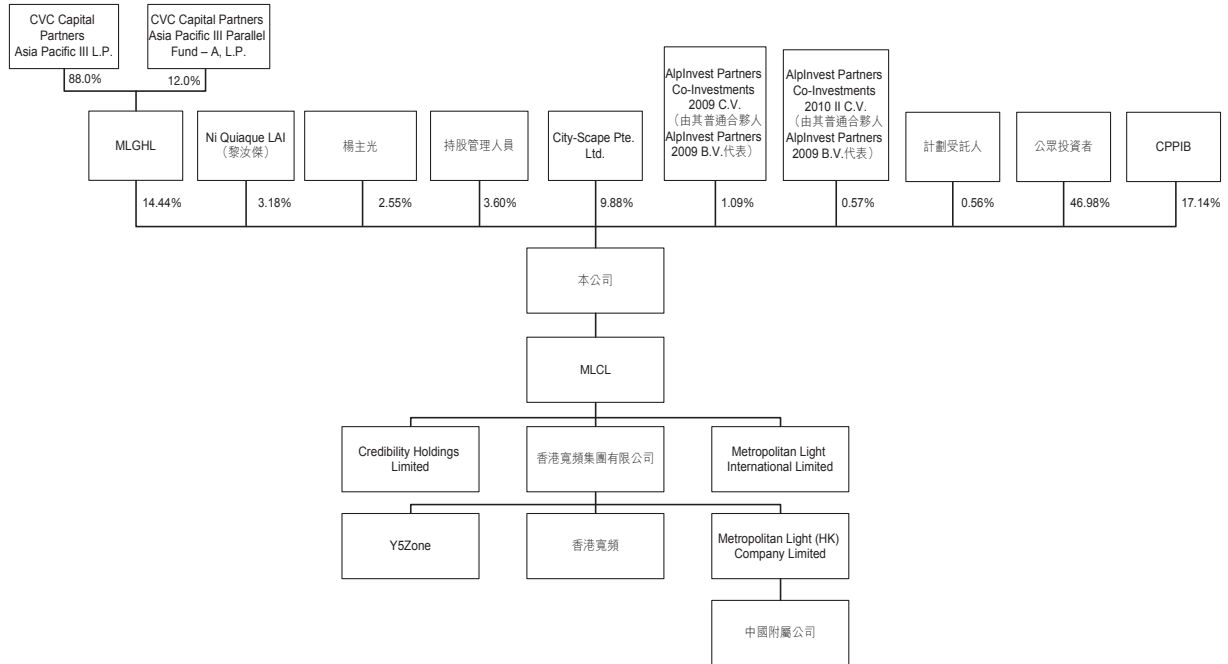 CVC Capital
Partners
Asia Pacific III L.P.
CVC Capital Partners
Asia Pacific III Parallel
Fund – A, L.P.
88.0%
12.0%
MLGHL
Ni Quiaque LAI
（黎汝傑）
楊主光
持股管理人員
City-Scape Pte.
Ltd.
AlpInvest Partners
Co-Investments
2009 C.V.
（由其普通合夥人
AlpInvest Partners
2009 B.V.代表）
AlpInvest Partners
Co-Investments
2010 II C.V.
（由其普通合夥人
AlpInvest Partners
2009 B.V.代表）
計劃受託人
公眾投資者
CPPIB
14.44%
3.18%
2.55%
3.60%
9.88%
1.09%
0.57%
0.56%
46.98%
17.14%
本公司
MLCL
Credibility Holdings
Limited
香港寬頻集團有限公司
Metropolitan Light
International Limited
Y5Zone
香港寬頻
Metropolitan Light (HK)
Company Limited
中國附屬公司